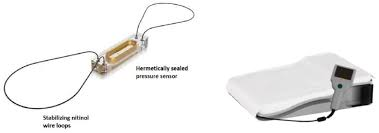 Hermetically sealed
pressure sensor
Stabilizing nitinol
wire loops